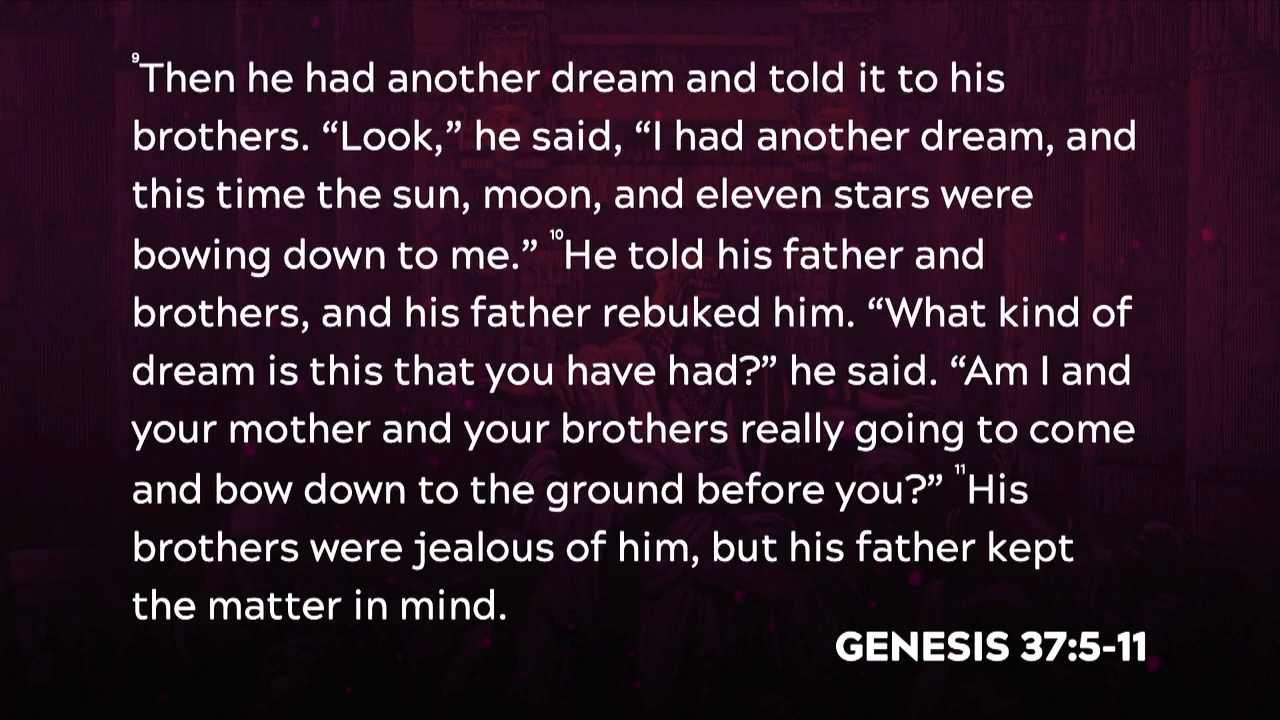 ⁹Then he had another dream and told it to his
brothers. “Look,” he said, “I had another dream, and
this time the sun, moon, and eleven stars were
bowing down to me.” ¹⁰He told his father and
brothers, and his father rebuked him. “What kind of
dream is this that you have had?” he said. “Am I and
your mother and your brothers really going to come
and bow down to the ground before you?” ¹¹His
brothers were jealous of him, but his father kept
the matter in mind.
GENESIS 37:5-11